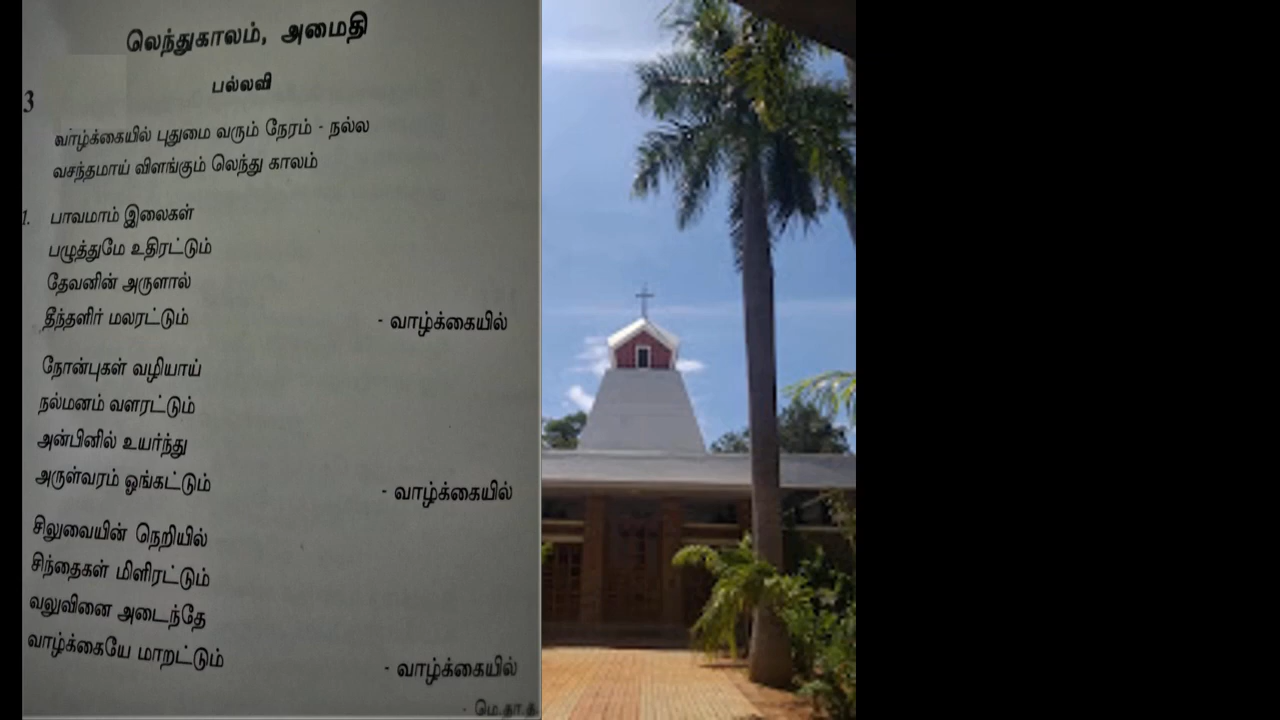 லெந்துகாலம், அமைதி
பல்லவி
3
வாழ்க்கையில் புதுமை வரும் நேரம் - நல்ல
வசந்தமாய் விளங்கும் லெந்து காலம்
1. பாவமாம் இலைகள்
பழுத்துமே உதிரட்டும்
தேவனின் அருளால்
தீந்தளிர் மலரட்டும் - வாழ்க்கையில்
நோன்புகள் வழியாய்
நல்மனம் வளரட்டும்
அன்பினில் உயர்ந்து
அருள்வரம் ஓங்கட்டும் - வாழ்க்கையில்
சிலுவையின் நெறியில்
சிந்தைகள் மிளிரட்டும்
வலுவினை அடைந்தே
வாழ்க்கையே மாறட்டும் - வாழ்க்கையில்
- மெ.தா.த.